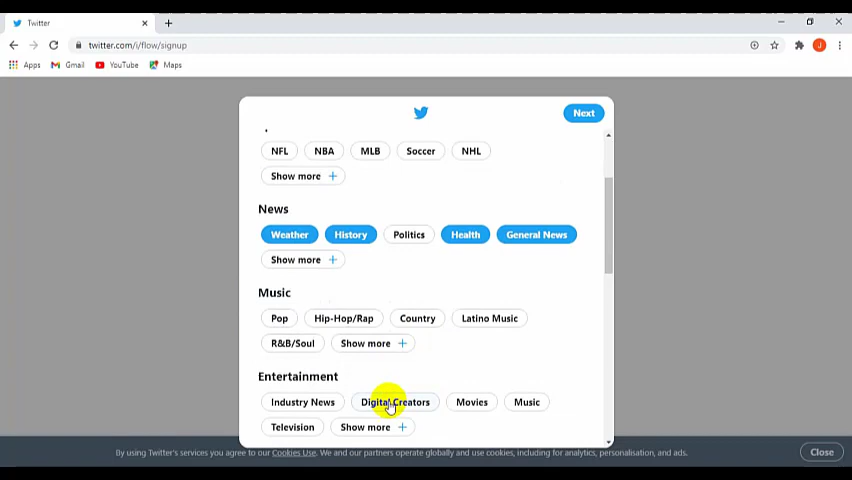 Twitter
twitter.com/i/flow/signup
J
Apps Gmail YouTube Maps
Next
NFL NBA MLB Soccer NHL
Show more +
News
Weather History Politics Health General News
Show more +
Music
Pop Hip-Hop/Rap Country Latino Music
R&B/Soul Show more +
Entertainment
Industry News Digital Creators Movies Music
Television Show more +
By using Twitter's services you agree to our Cookies Use. We and our partners operate globally and use cookies, including for analytics, personalisation, and ads.
Close